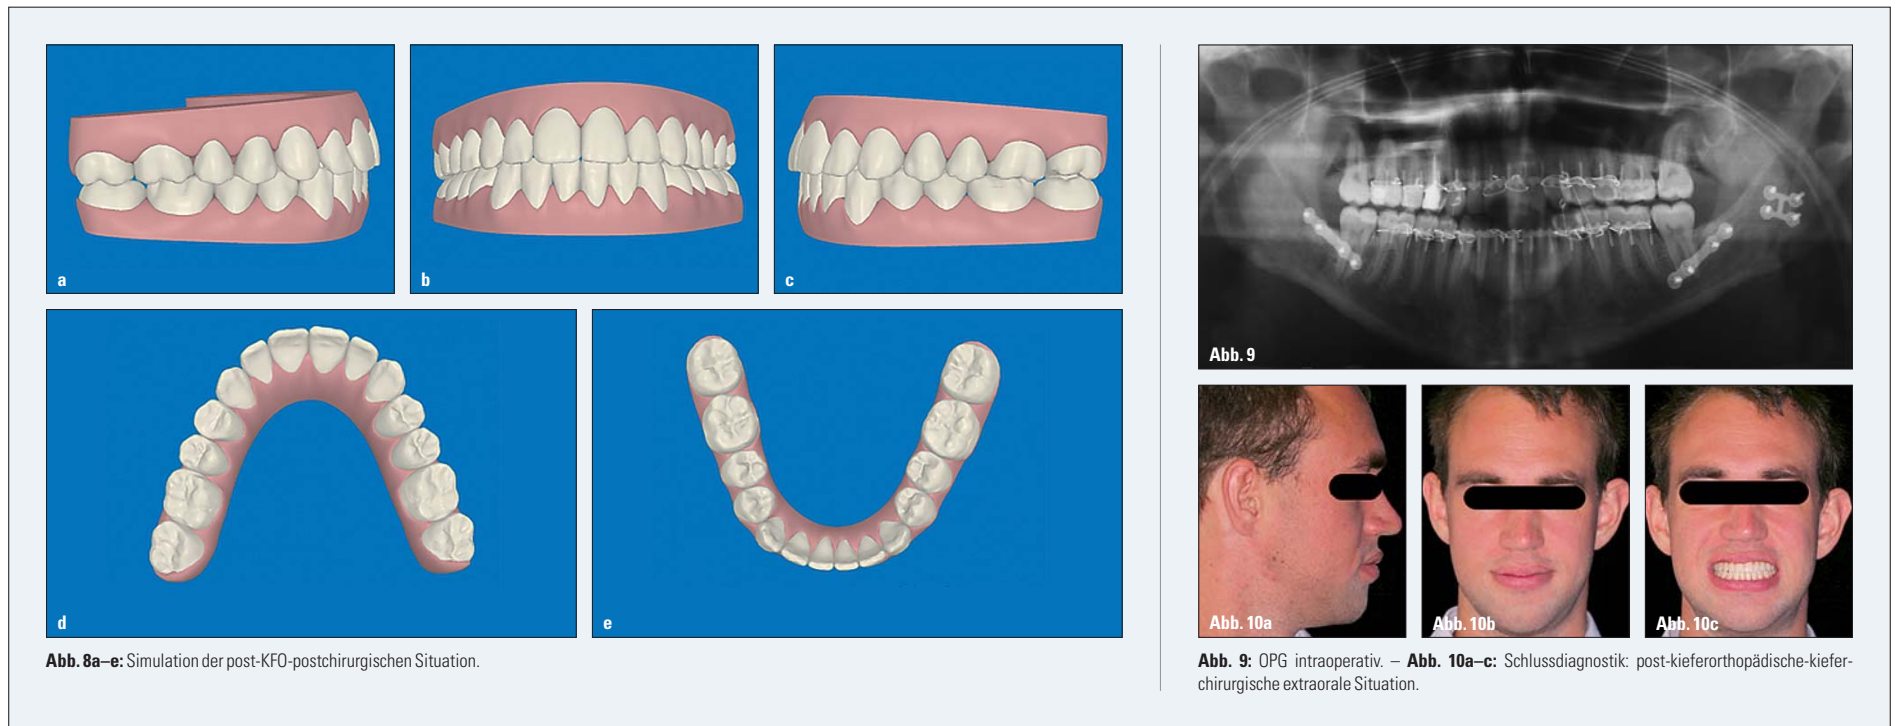 a
b
c
d
e
Abb. 8a–e: Simulation der post-KFO-postchirurgischen Situation.
Abb. 9
Abb. 10a
Abb. 10b
Abb. 10c
Abb. 9: OPG intraoperativ. – Abb. 10a–c: Schlussdiagnostik: post-kieferorthopädische-kiefer-
chirurgische extraorale Situation.